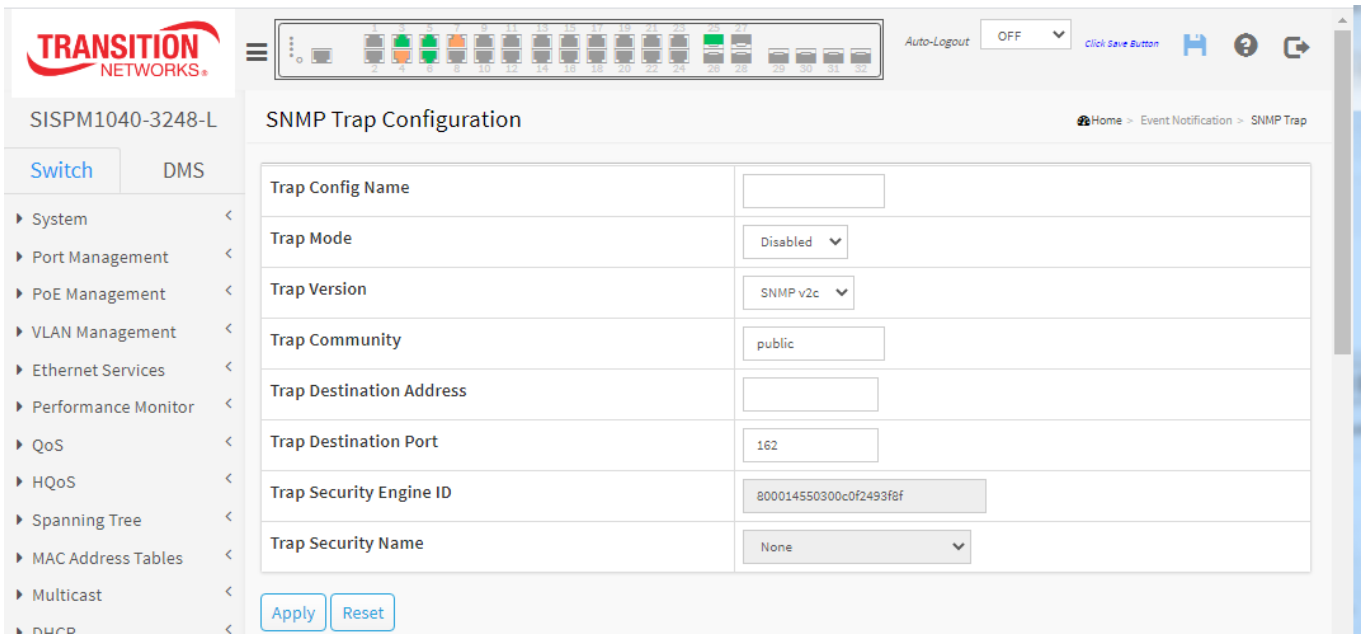 TRANSITION
NETWORKS®
1 3 5 7 9 11 13 15 17 19 21 23 25 27
2 4 6 8 10 12 14 16 18 20 22 24 26 28 29 30 31 32
Auto-Logout OFF Click Save Button
SISPM1040-3248-L
Switch DMS
System
Port Management
PoE Management
VLAN Management
Ethernet Services
Performance Monitor
QoS
HQoS
Spanning Tree
MAC Address Tables
Multicast
DHCP
SNMP Trap Configuration
Home > Event Notification > SNMP Trap
Trap Config Name
Trap Mode Disabled
Trap Version SNMP v2c
Trap Community public
Trap Destination Address
Trap Destination Port 162
Trap Security Engine ID 800014550300c0f2493f8f
Trap Security Name None
Apply Reset